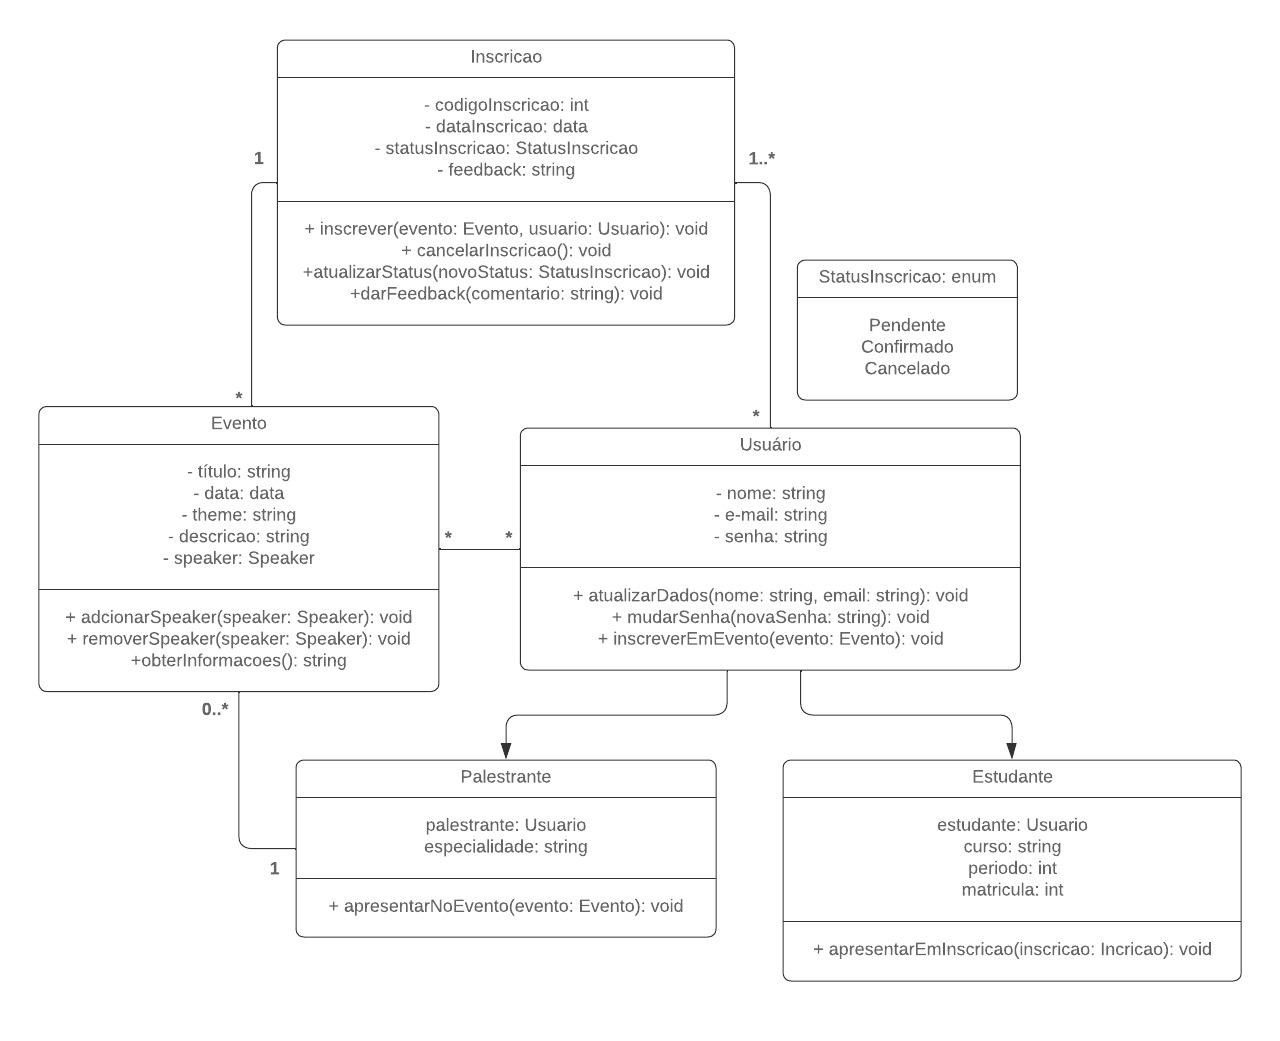 Inscricao
- codigoInscricao: int
- dataInscricao: data
- statusInscricao: StatusInscricao
- feedback: string
+ inscrever(evento: Evento, usuario: Usuario): void
+ cancelarInscricao(): void
+atualizarStatus(novoStatus: StatusInscricao): void
+darFeedback(comentario: string): void
1
1..*
StatusInscricao: enum
Pendente
Confirmado
Cancelado
*
*
Evento
- título: string
- data: data
- theme: string
- descricao: string
- speaker: Speaker
+ adcionarSpeaker(speaker: Speaker): void
+ removerSpeaker(speaker: Speaker): void
+obterInformacoes(): string
*
*
Usuário
- nome: string
- e-mail: string
- senha: string
+ atualizarDados(nome: string, email: string): void
+ mudarSenha(novaSenha: string): void
+ inscreverEmEvento(evento: Evento): void
0..*
1
Palestrante
palestrante: Usuario
especialidade: string
+ apresentarNoEvento(evento: Evento): void
Estudante
estudante: Usuario
curso: string
periodo: int
matricula: int
+ apresentarEmInscricao(inscricao: Incricao): void